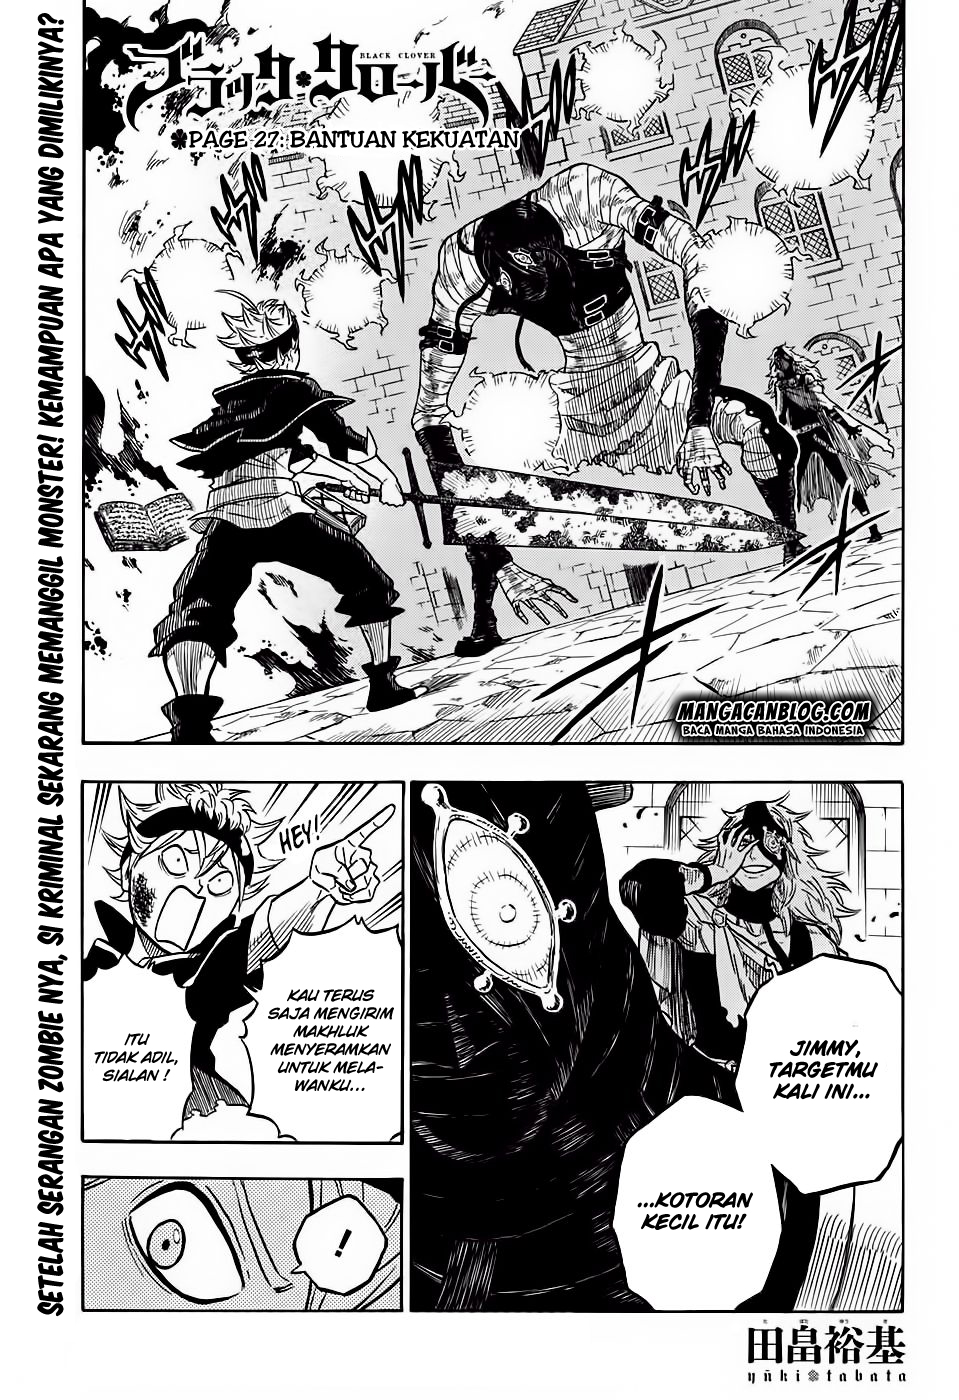 SETELAH SERANGAN ZOMBIE NYA, SI KRIMINAL SEKARANG MEMANGGIL MONSTER! KEMAMPUAN APA YANG DIMILIKINYA?
BLACK CLOVER
ブラック・クローバー
PAGE 27: BANTUAN KEKUATAN
MANGACANBLOG.COM
BACA MANGA BAHASA INDONESIA
JIMMY,
TARGETMU
KALI INI...
...KOTORAN
KECIL ITU!
HEY!
KAU TERUS
SAJA MENGIRIM
MAKHLUK
MENYERAMKAN
UNTUK MELA-
WANKU...
ITU
TIDAK ADIL,
SIALAN !
!
田畠裕基
yūki tabata